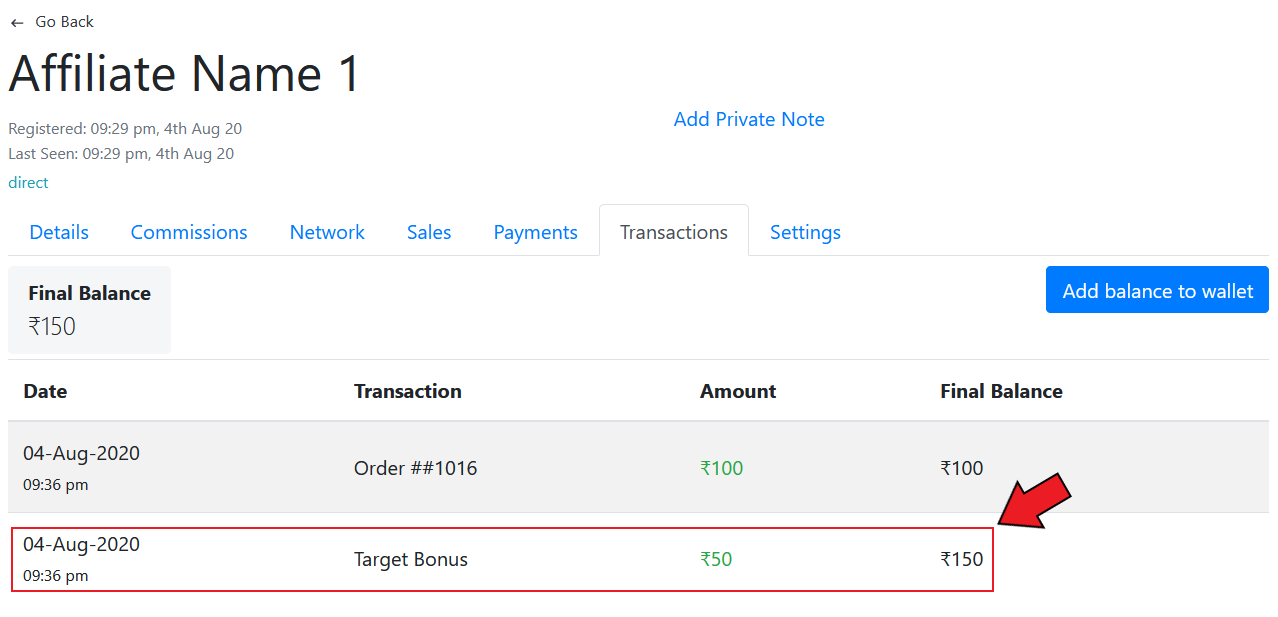 ← Go Back
Affiliate Name 1
Registered: 09:29 pm, 4th Aug 20
Add Private Note
Last Seen: 09:29 pm, 4th Aug 20
direct
Details Commissions Network Sales Payments Transactions Settings
Final Balance
₹150
Add balance to wallet
Date Transaction Amount Final Balance
04-Aug-2020
09:36 pm
Order ##1016 ₹100 ₹100
04-Aug-2020
09:36 pm
Target Bonus ₹50 ₹150